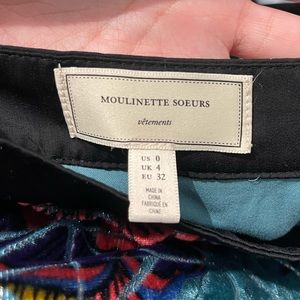 MOULINETTE SOEURS
vêtements
US 0
UK 4
EU 32
MADE IN
CHINA
FABRIQUÉ EN
CHINE